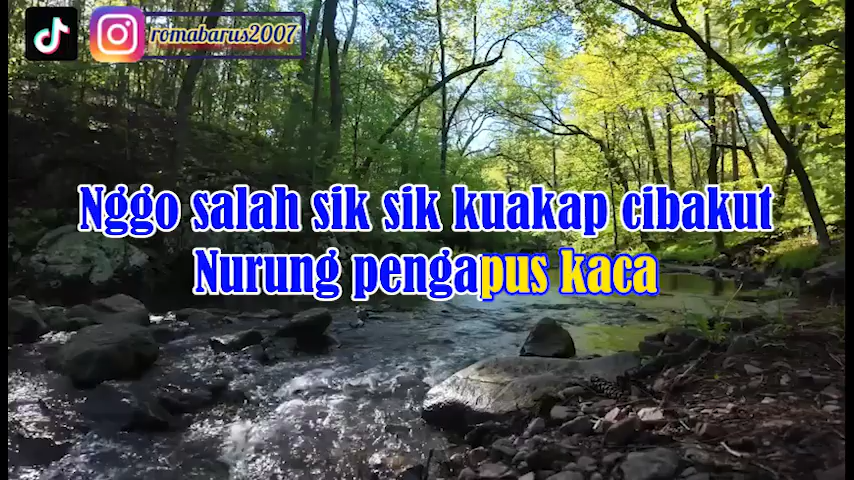 romabarus2007
Nggo salah sik sik kuakap cibakut
Nurung pengapus kaca